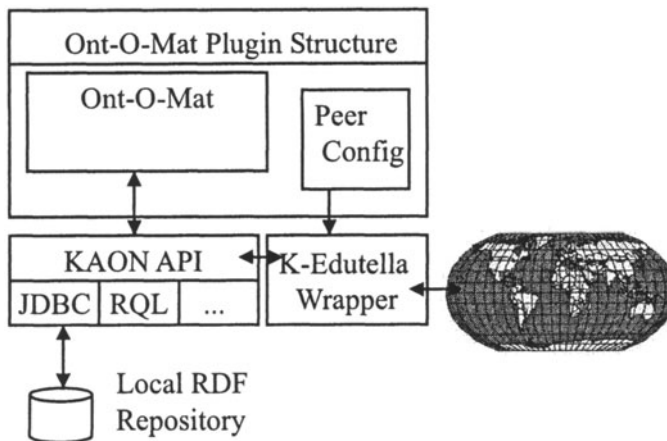 Ont-O-Mat Plugin Structure
Ont-O-Mat
Peer
Config
KAON API
JDBC
RQL
...
K-Edutella
Wrapper
Local RDF
Repository